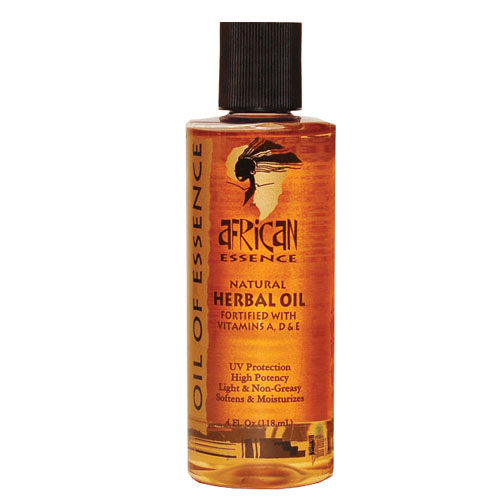 OIL OF ESSENCE
AFRICAN
ESSENCE
NATURAL
HERBAL OIL
FORTIFIED WITH
VITAMINS A, D & E
UV Protection
High Potency
Light & Non-Greasy
Softens & Moisturizes
4 Fl. Oz (118 mL)